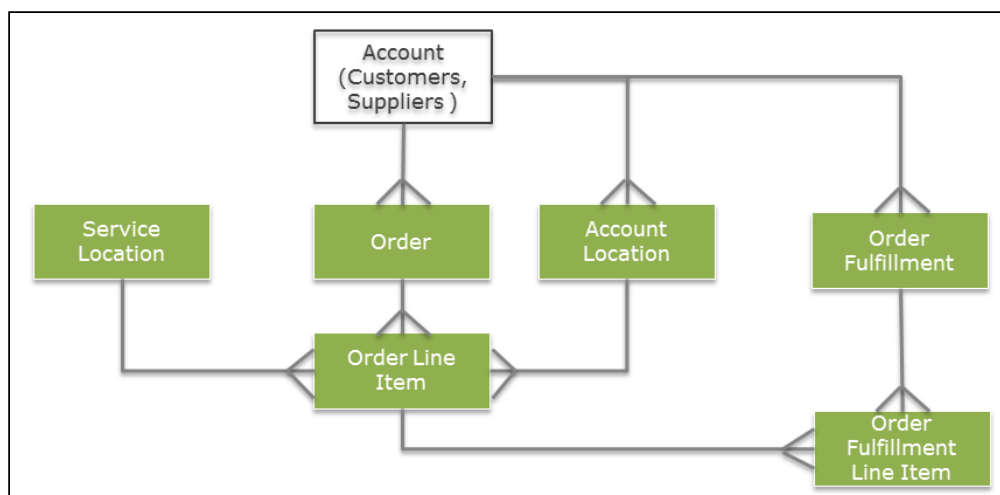 Account
(Customers,
Suppliers )
Service
Location
Order
Account
Location
Order
Fulfillment
Order Line
Item
Order
Fulfillment
Line Item